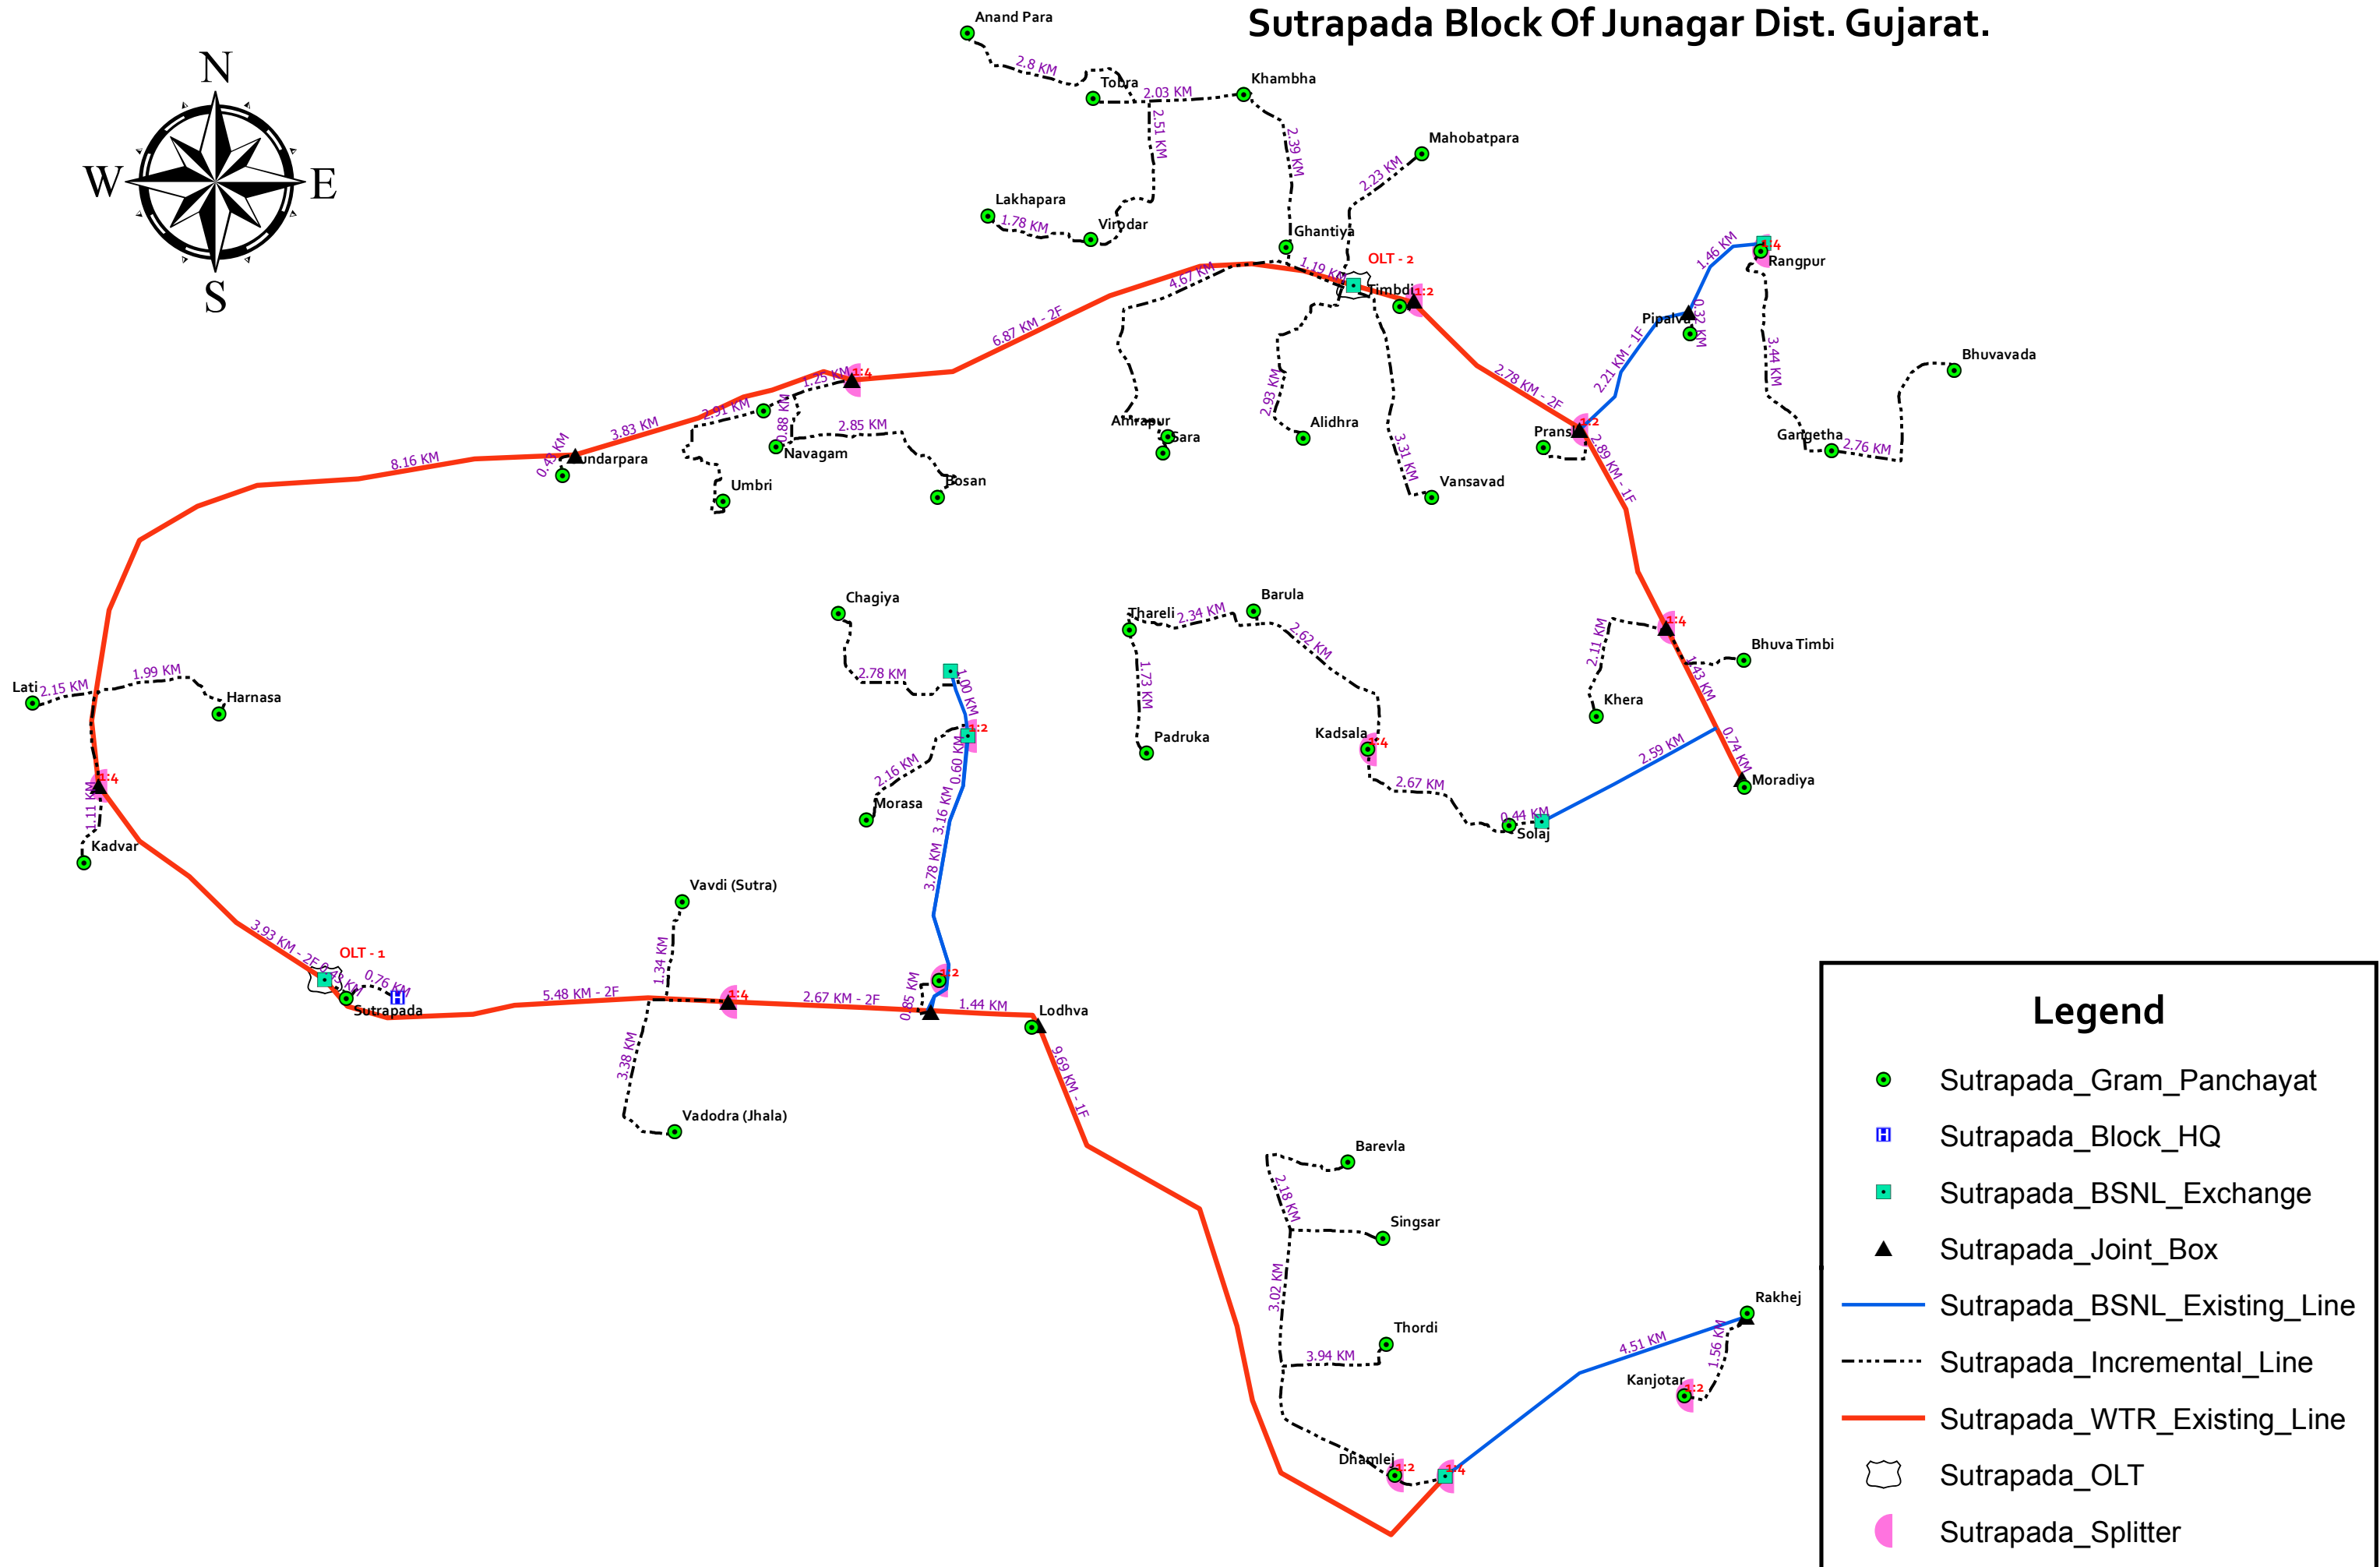 Sutrapada Block Of Junagar Dist. Gujarat.
N
W
E
S
Anand Para
2.8 KM
Tobra
2.03 KM
Khambha
2.51 KM
2.39 KM
Mahobatpara
2.23 KM
Lakhapara
1.78 KM
Virodar
Ghantiya
1.19 KM
OLT - 2
Timbdi
1:2
4.67 KM
6.87 KM - 2F
1.46 KM
1:4
Rangpur
Pipalva
0.32 KM
2.21 KM - 1F
3.44 KM
Bhuvavada
2.78 KM - 2F
1:4
1.25 KM
2.91 KM
0.88 KM
2.85 KM
3.83 KM
Navagam
Umbri
Bosan
Amrapur
Sara
2.93 KM
Alidhra
3.31 KM
Vansavad
1:2
2.89 KM - 1F
Gangetha
2.76 KM
0.43 KM
8.16 KM
Chagiya
2.78 KM
1.00 KM
1:2
0.60 KM
2.16 KM
Morasa
3.16 KM
3.78 KM
Thareli
2.34 KM
Barula
2.62 KM
1.73 KM
Padruka
Kadsala
1:4
2.67 KM
0.44 KM
Solaj
2.59 KM
1:4
2.11 KM
Khera
Bhuva Timbi
1.43 KM
0.74 KM
Moradiya
Lati
2.15 KM
1.99 KM
Harnasa
1:4
1.11 KM
Kadvar
3.93 KM - 2F
OLT - 1
0.76 KM
Sutrapada
5.48 KM - 2F
Vavdi (Sutra)
1.34 KM
1:4
2.67 KM - 2F
3.38 KM
Vadodra (Jhala)
1:2
0.85 KM
1.44 KM
Lodhva
9.69 KM - 1F
Barevla
2.18 KM
Singsar
3.02 KM
Thordi
3.94 KM
Dhamlej
1:2
1:4
4.51 KM
Rakhej
1.56 KM
Kanjotar
1:2
Legend
Sutrapada_Gram_Panchayat
H
Sutrapada_Block_HQ
Sutrapada_BSNL_Exchange
Sutrapada_Joint_Box
Sutrapada_BSNL_Existing_Line
Sutrapada_Incremental_Line
Sutrapada_WTR_Existing_Line
Sutrapada_OLT
Sutrapada_Splitter